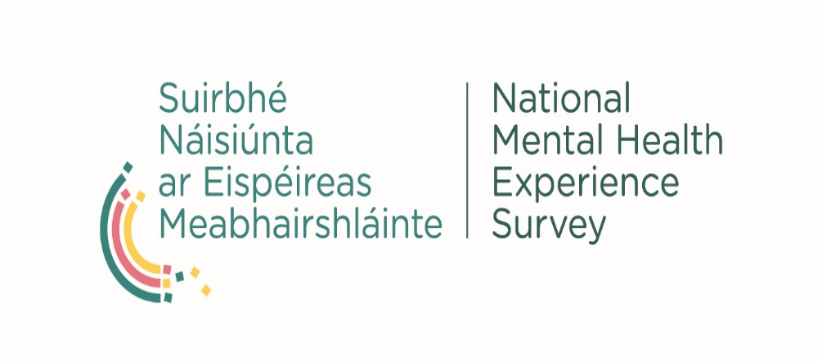 Suirbhé
Náisiúnta
ar Eispéireas
Meabhairshláinte
National
Mental Health
Experience
Survey